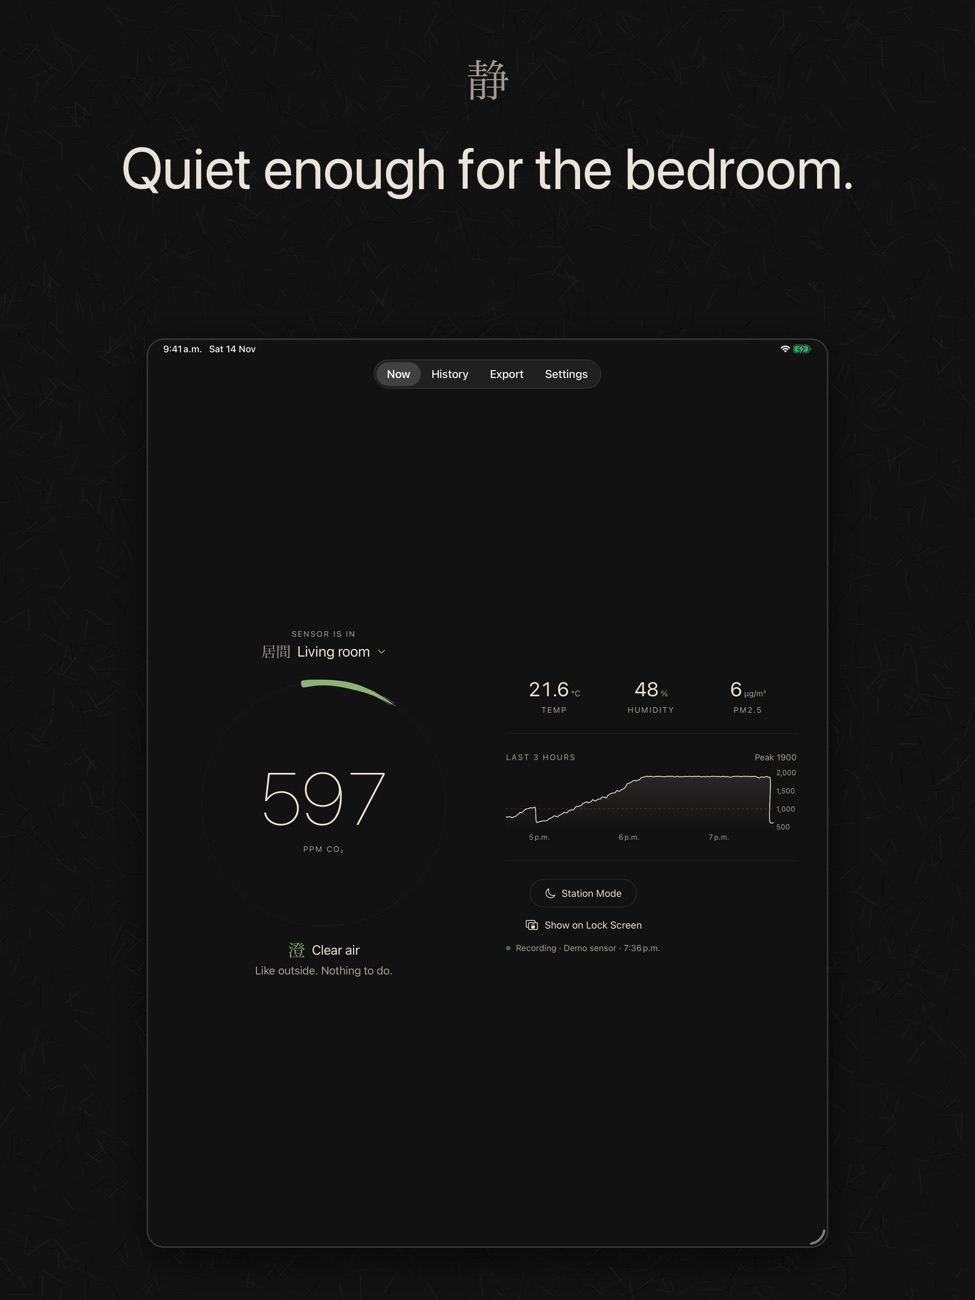 静
Quiet enough for the bedroom.
9:41 a.m. Sat 14 Nov
Now History Export Settings
SENSOR IS IN
居間 Living room
597
PPM CO₂
澄 Clear air
Like outside. Nothing to do.
21.6 °C 48 % 6 µg/m³
TEMP HUMIDITY PM2.5
LAST 3 HOURS Peak 1900
2,000
1,500
1,000
500
5 p.m. 6 p.m. 7 p.m.
Station Mode
Show on Lock Screen
Recording · Demo sensor · 7:36 p.m.